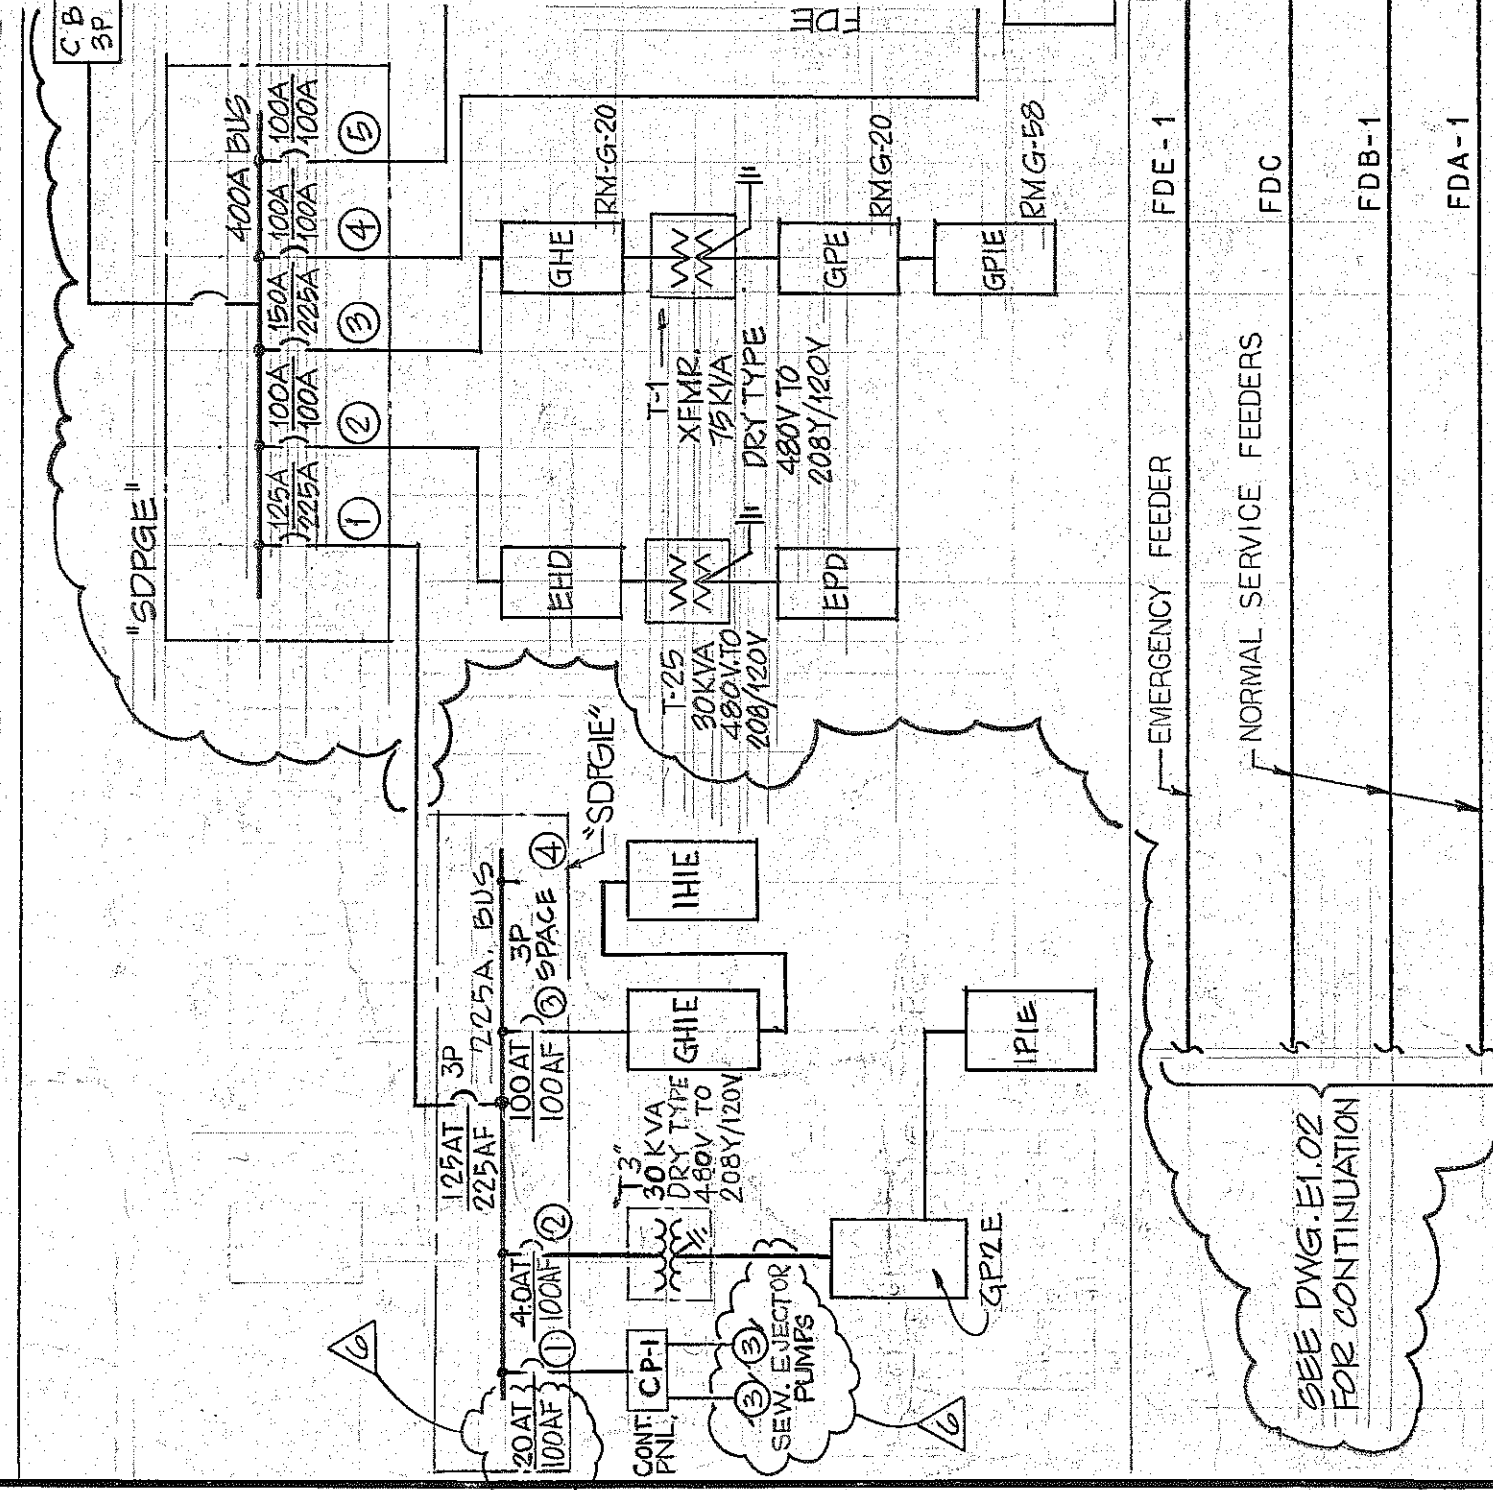 CB
3P
"SDPGE"
400A BUS
125A
225A
1
100A
100A
2
150A
225A
3
100A
100A
4
100A
100A
5
EHD
T-25
30KVA
480V.TO
208/120V
EPD
GHE
RM-G-20
T-1
XFMR.
75KVA
DRY TYPE
480V TO
208Y/120V
GPE
RMG-20
GPIE
RMG-58
6
20AT
100AF
1
40AT
100AF
2
125AT
225AF
3P
225A. BUS
100AT
100AF
3
3P
SPACE
4
"SDPGIE"
CONT.
PNL.
CP-1
3
3
SEW. EJECTOR
PUMPS
6
"T3"
30KVA
DRY TYPE
480V TO
208Y/120V
GP2E
GHIE
IHIE
IPIE
EMERGENCY FEEDER
NORMAL SERVICE FEEDERS
FDE-1
FDC
FDB-1
FDA-1
SEE DWG. E1.02
FOR CONTINUATION